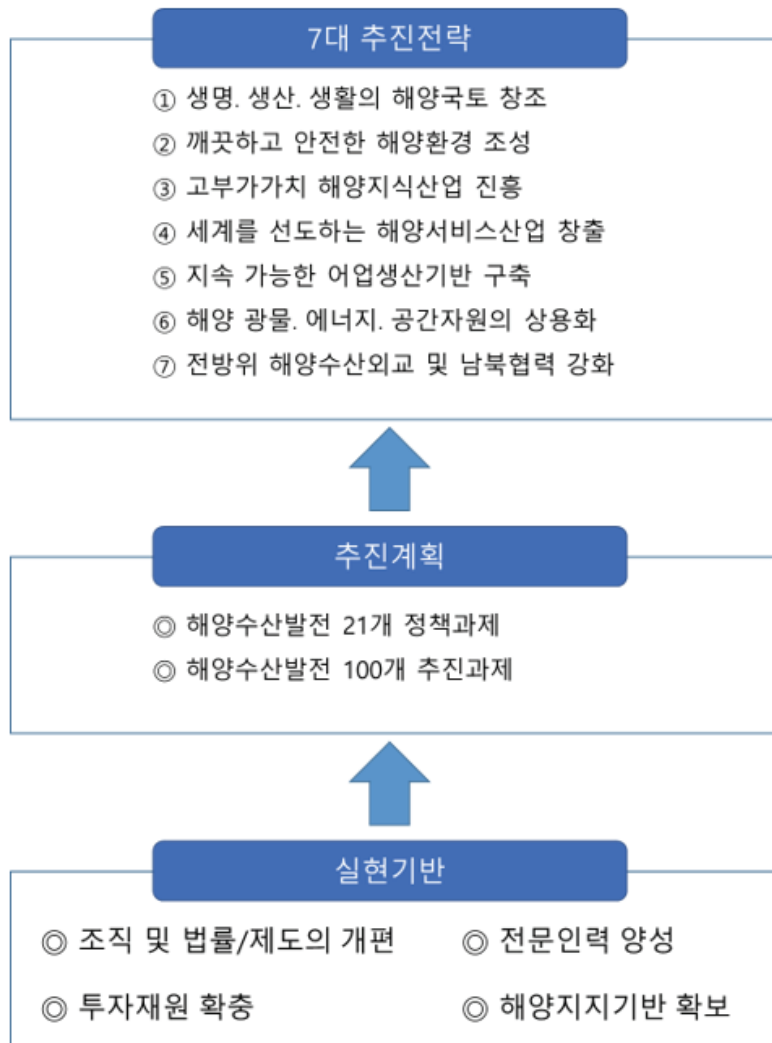 7대 추진전략
① 생명. 생산. 생활의 해양국토 창조
② 깨끗하고 안전한 해양환경 조성
③ 고부가가치 해양지식산업 진흥
④ 세계를 선도하는 해양서비스산업 창출
⑤ 지속 가능한 어업생산기반 구축
⑥ 해양 광물. 에너지. 공간자원의 상용화
⑦ 전방위 해양수산외교 및 남북협력 강화
추진계획
◎ 해양수산발전 21개 정책과제
◎ 해양수산발전 100개 추진과제
실현기반
◎ 조직 및 법률/제도의 개편 ◎ 전문인력 양성
◎ 투자재원 확충 ◎ 해양지지기반 확보